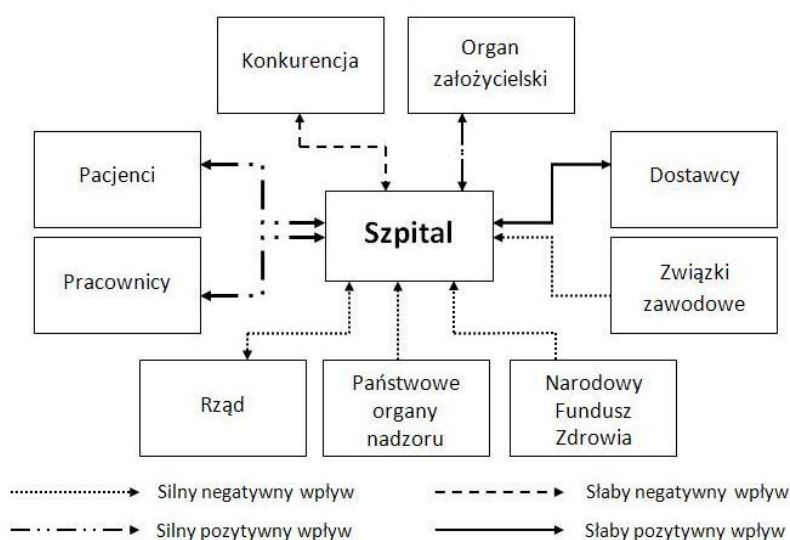 Konkurencja
Organ
założycielski
Pacjenci
Dostawcy
Szpital
Pracownicy
Związki
zawodowe
Rząd
Państwowe
organy
nadzoru
Narodowy
Fundusz
Zdrowia
Silny negatywny wpływ
Słaby negatywny wpływ
Silny pozytywny wpływ
Słaby pozytywny wpływ